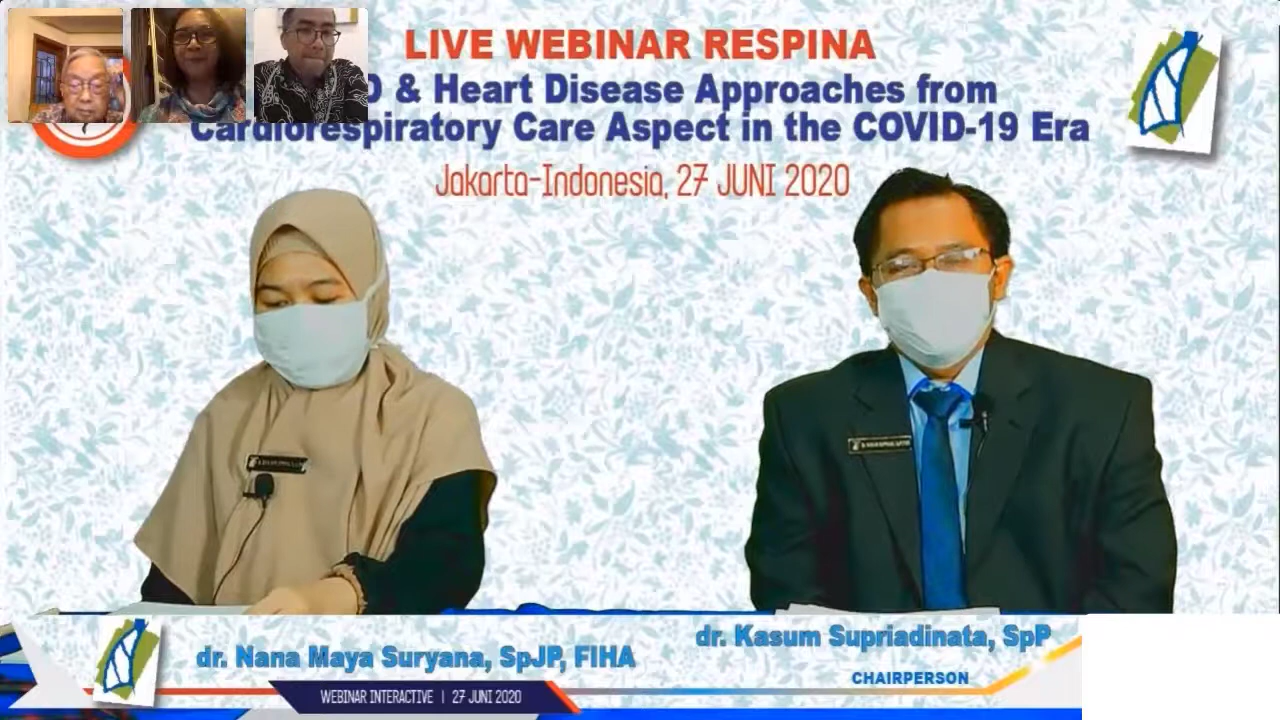 LIVE WEBINAR RESPINA
& Heart Disease Approaches from
Cardiorespiratory Care Aspect in the COVID-19 Era
Jakarta-Indonesia, 27 JUNI 2020
dr. Nana Maya Suryana, SpJP, FIHA
dr. Kasum Supriadinata, SpP
CHAIRPERSON
WEBINAR INTERACTIVE | 27 JUNI 2020